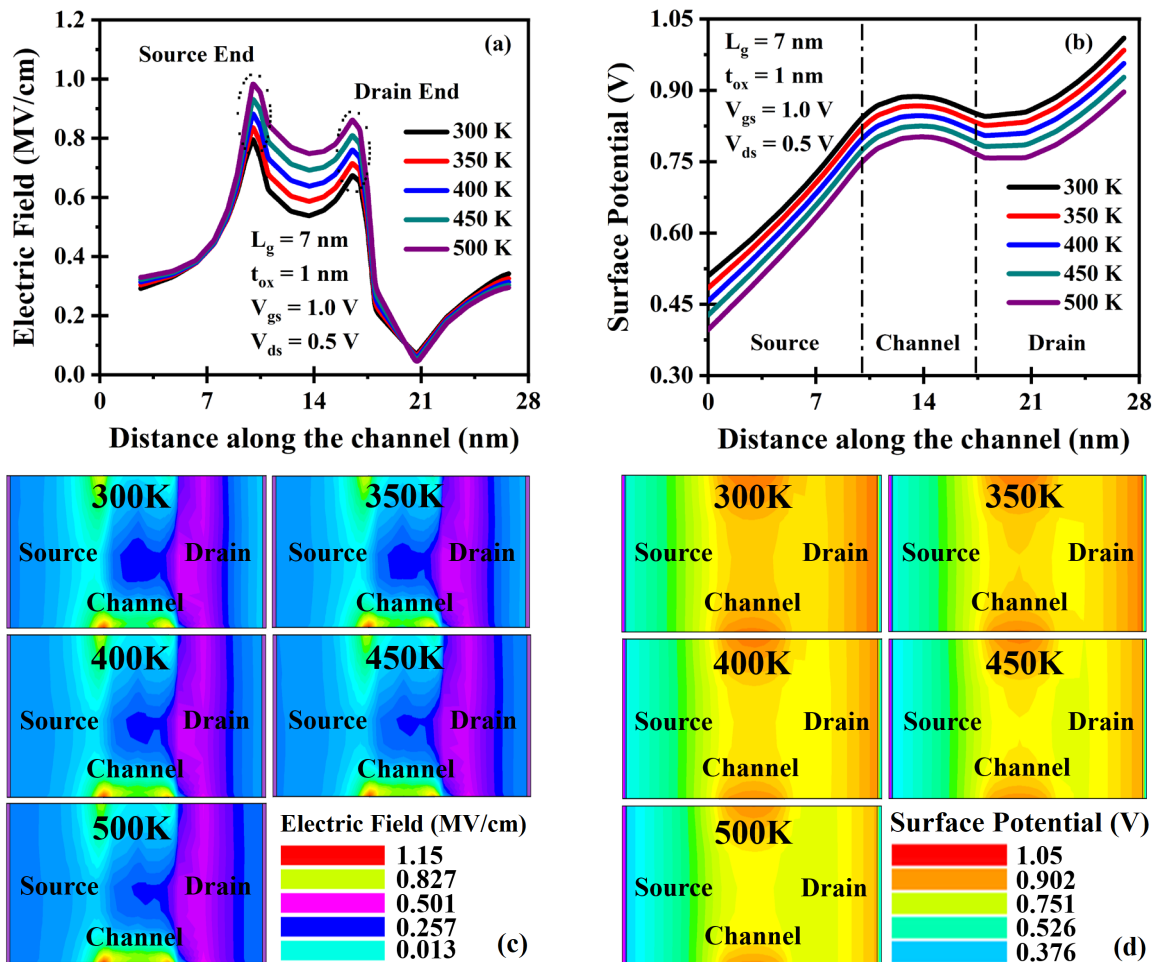 (a)
Source End
Drain End
300 K
350 K
400 K
450 K
500 K
L_g = 7 nm
t_ox = 1 nm
V_gs = 1.0 V
V_ds = 0.5 V
Electric Field (MV/cm)
1.2
1.0
0.8
0.6
0.4
0.2
0.0
0 7 14 21 28
Distance along the channel (nm)
(b)
L_g = 7 nm
t_ox = 1 nm
V_gs = 1.0 V
V_ds = 0.5 V
300 K
350 K
400 K
450 K
500 K
Source Channel Drain
Surface Potential (V)
1.05
0.90
0.75
0.60
0.45
0.30
0 7 14 21 28
Distance along the channel (nm)
300K
Source Drain
Channel
350K
Source Drain
Channel
400K
Source Drain
Channel
450K
Source Drain
Channel
500K
Source Drain
Channel
Electric Field (MV/cm)
1.15
0.827
0.501
0.257
0.013
(c)
300K
Source Drain
Channel
350K
Source Drain
Channel
400K
Source Drain
Channel
450K
Source Drain
Channel
500K
Source Drain
Channel
Surface Potential (V)
1.05
0.902
0.751
0.526
0.376
(d)